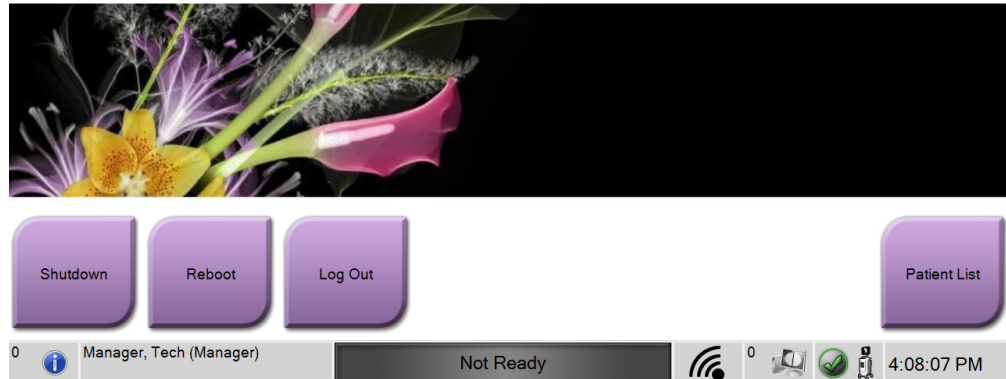 Shutdown
Reboot
Log Out
Patient List
0
Manager, Tech (Manager)
Not Ready
0
4:08:07 PM